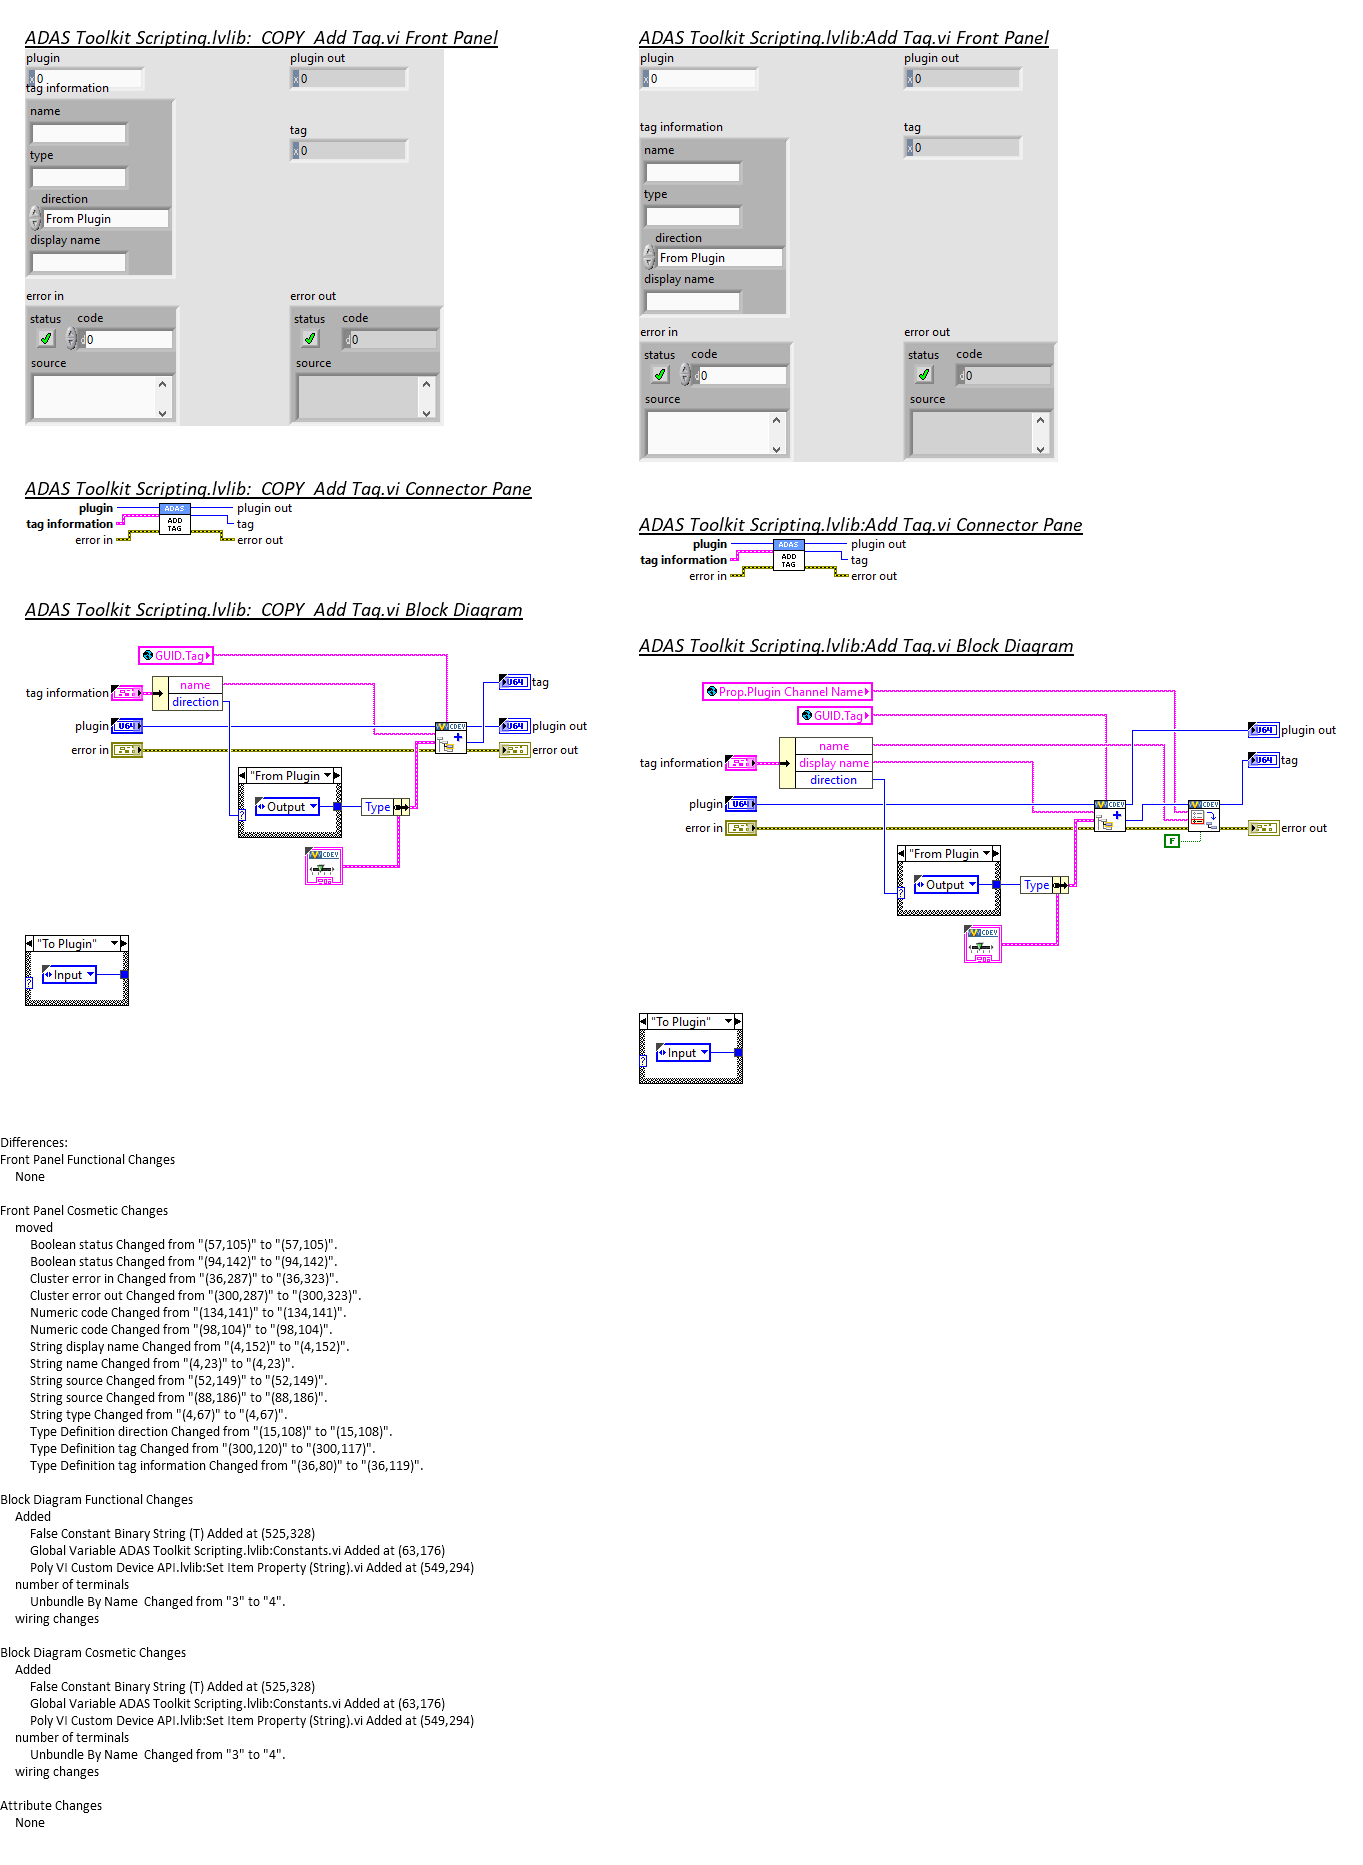 ADAS Toolkit Scripting.lvlib:  COPY  Add Tag.vi Front Panel
plugin
x 0
plugin out
x 0
tag information
name
type
direction
From Plugin
display name
tag
x 0
error in
status
code
d 0
source
error out
status
code
d 0
source
ADAS Toolkit Scripting.lvlib:  COPY  Add Tag.vi Connector Pane
plugin
tag information
error in
ADAS
ADD
TAG
plugin out
tag
error out
ADAS Toolkit Scripting.lvlib:  COPY  Add Tag.vi Block Diagram
GUID.Tag
tag information
name
direction
plugin
U64
error in
CDEV
U64
tag
U64
plugin out
error out
"From Plugin
Output
?
Type
CDEV
"To Plugin"
Input
?
ADAS Toolkit Scripting.lvlib:Add Tag.vi Front Panel
plugin
x 0
plugin out
x 0
tag information
name
type
direction
From Plugin
display name
tag
x 0
error in
status
code
d 0
source
error out
status
code
d 0
source
ADAS Toolkit Scripting.lvlib:Add Tag.vi Connector Pane
plugin
tag information
error in
ADAS
ADD
TAG
plugin out
tag
error out
ADAS Toolkit Scripting.lvlib:Add Tag.vi Block Diagram
Prop.Plugin Channel Name
GUID.Tag
tag information
name
display name
direction
plugin
U64
error in
CDEV
CDEV
F
U64
plugin out
U64
tag
error out
"From Plugin
Output
?
Type
CDEV
"To Plugin"
Input
?
Differences:
Front Panel Functional Changes
None
Front Panel Cosmetic Changes
moved
Boolean status Changed from "(57,105)" to "(57,105)".
Boolean status Changed from "(94,142)" to "(94,142)".
Cluster error in Changed from "(36,287)" to "(36,323)".
Cluster error out Changed from "(300,287)" to "(300,323)".
Numeric code Changed from "(134,141)" to "(134,141)".
Numeric code Changed from "(98,104)" to "(98,104)".
String display name Changed from "(4,152)" to "(4,152)".
String name Changed from "(4,23)" to "(4,23)".
String source Changed from "(52,149)" to "(52,149)".
String source Changed from "(88,186)" to "(88,186)".
String type Changed from "(4,67)" to "(4,67)".
Type Definition direction Changed from "(15,108)" to "(15,108)".
Type Definition tag Changed from "(300,120)" to "(300,117)".
Type Definition tag information Changed from "(36,80)" to "(36,119)".
Block Diagram Functional Changes
Added
False Constant Binary String (T) Added at (525,328)
Global Variable ADAS Toolkit Scripting.lvlib:Constants.vi Added at (63,176)
Poly VI Custom Device API.lvlib:Set Item Property (String).vi Added at (549,294)
number of terminals
Unbundle By Name  Changed from "3" to "4".
wiring changes
Block Diagram Cosmetic Changes
Added
False Constant Binary String (T) Added at (525,328)
Global Variable ADAS Toolkit Scripting.lvlib:Constants.vi Added at (63,176)
Poly VI Custom Device API.lvlib:Set Item Property (String).vi Added at (549,294)
number of terminals
Unbundle By Name  Changed from "3" to "4".
wiring changes
Attribute Changes
None